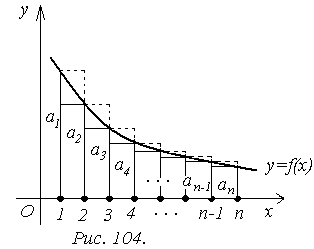 y
a1
a2
a3
a4
...
an-1
an
y=f(x)
O 1 2 3 4 ... n-1 n x
Рис. 104.